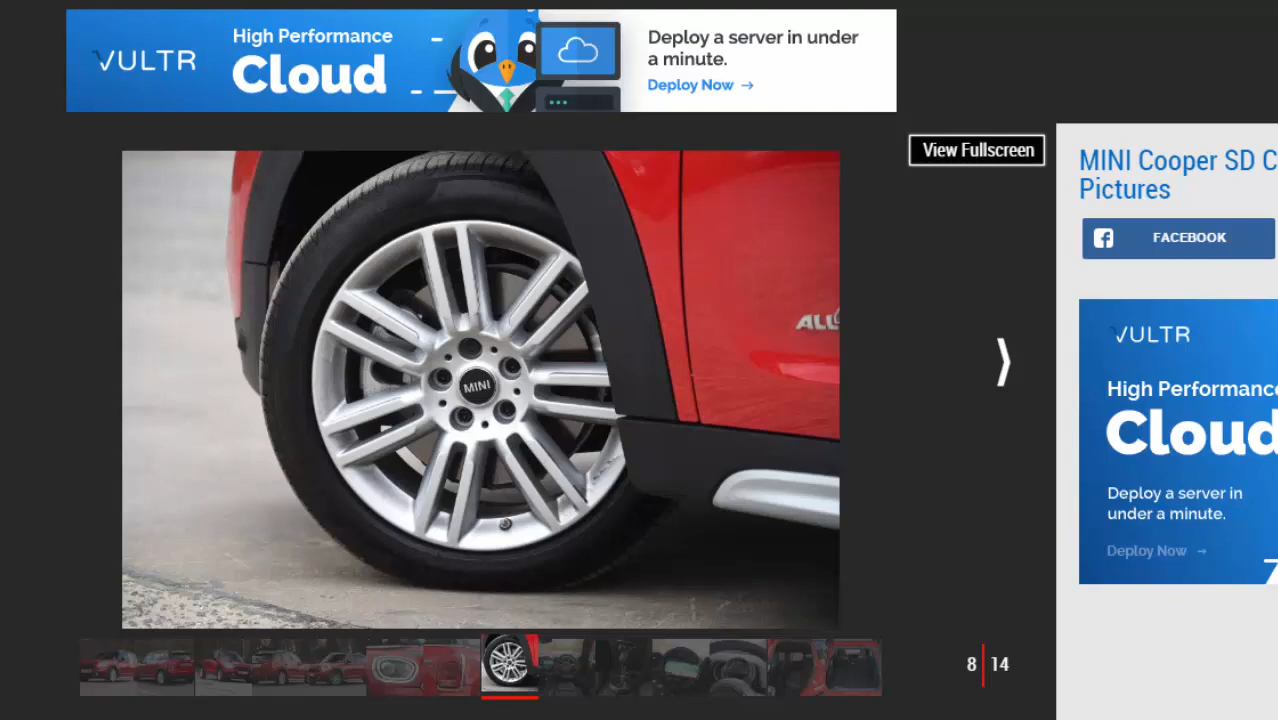 VULTR
High Performance
Cloud
Deploy a server in under
a minute.
Deploy Now →
View Fullscreen
MINI Cooper SD C
Pictures
FACEBOOK
MINI
ALL
VULTR
High Performance
Cloud
Deploy a server in
under a minute.
Deploy Now →
8 | 14